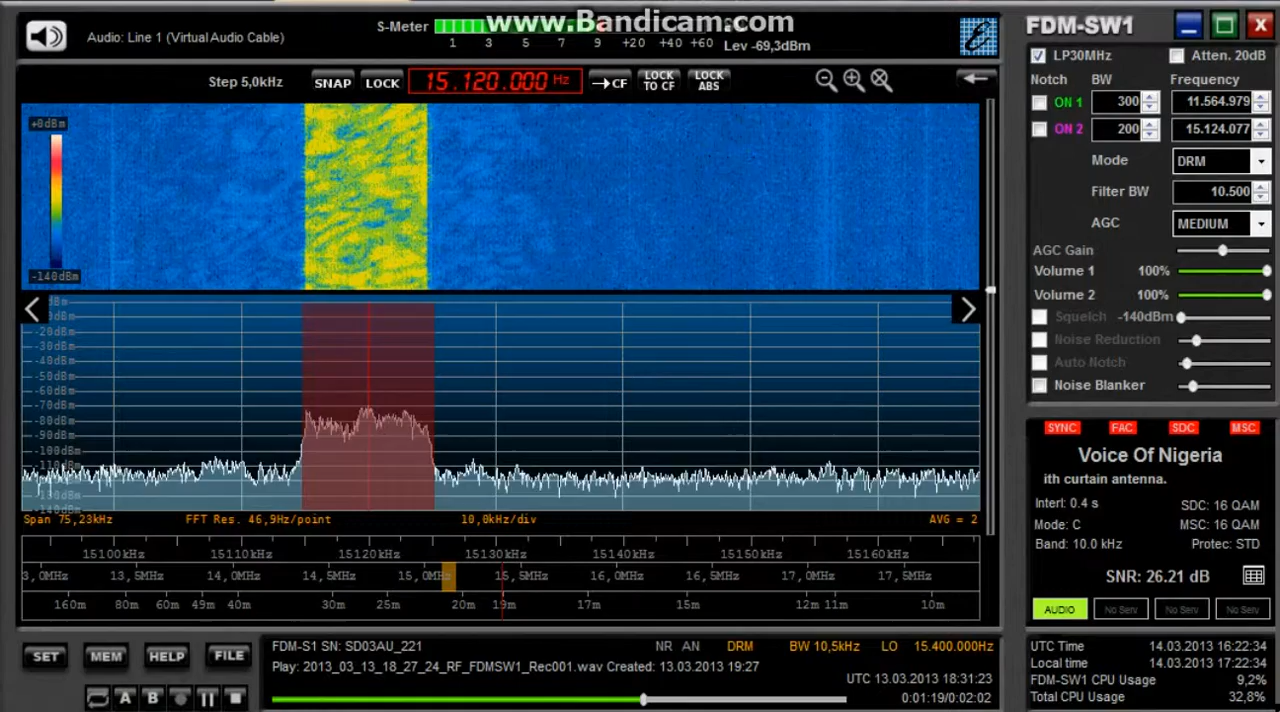 www.Bandicam.com
Audio: Line 1 (Virtual Audio Cable)
S-Meter
1 3 5 7 9 +20 +40 +60 Lev -69,3dBm
Step 5,0kHz SNAP LOCK 15.120.000 Hz →CF LOCK TO CF LOCK ABS
+0dBm
-140dBm
-20dBm
-30dBm
-40dBm
-50dBm
-60dBm
-70dBm
-80dBm
-90dBm
-100dBm
-110dBm
-130dBm
Span 75,23kHz FFT Res. 46,9Hz/point 10,0kHz/div AVG = 2
15100kHz 15110kHz 15120kHz 15130kHz 15140kHz 15150kHz 15160kHz
3,0MHz 13,5MHz 14,0MHz 14,5MHz 15,0MHz 15,5MHz 16,0MHz 16,5MHz 17,0MHz 17,5MHz
160m 80m 60m 49m 40m 30m 25m 20m 19m 17m 15m 12m 11m 10m
SET MEM HELP FILE
A B
FDM-S1 SN: SD03AU_221 NR AN DRM BW 10,5kHz LO 15.400.000Hz
Play: 2013_03_13_18_27_24_RF_FDMSW1_Rec001.wav Created: 13.03.2013 19:27
UTC 13.03.2013 18:31:23
0:01:19/0:02:02
FDM-SW1
LP30MHz Atten. 20dB
Notch BW Frequency
ON 1 300 11.564.979
ON 2 200 15.124.077
Mode DRM
Filter BW 10.500
AGC MEDIUM
AGC Gain
Volume 1 100%
Volume 2 100%
Squelch -140dBm
Noise Reduction
Auto Notch
Noise Blanker
SYNC FAC SDC MSC
Voice Of Nigeria
ith curtain antenna.
Interl: 0.4 s SDC: 16 QAM
Mode: C MSC: 16 QAM
Band: 10.0 kHz Protec: STD
SNR: 26.21 dB
AUDIO No Serv No Serv No Serv
UTC Time 14.03.2013 16:22:34
Local time 14.03.2013 17:22:34
FDM-SW1 CPU Usage 9,2%
Total CPU Usage 32,8%